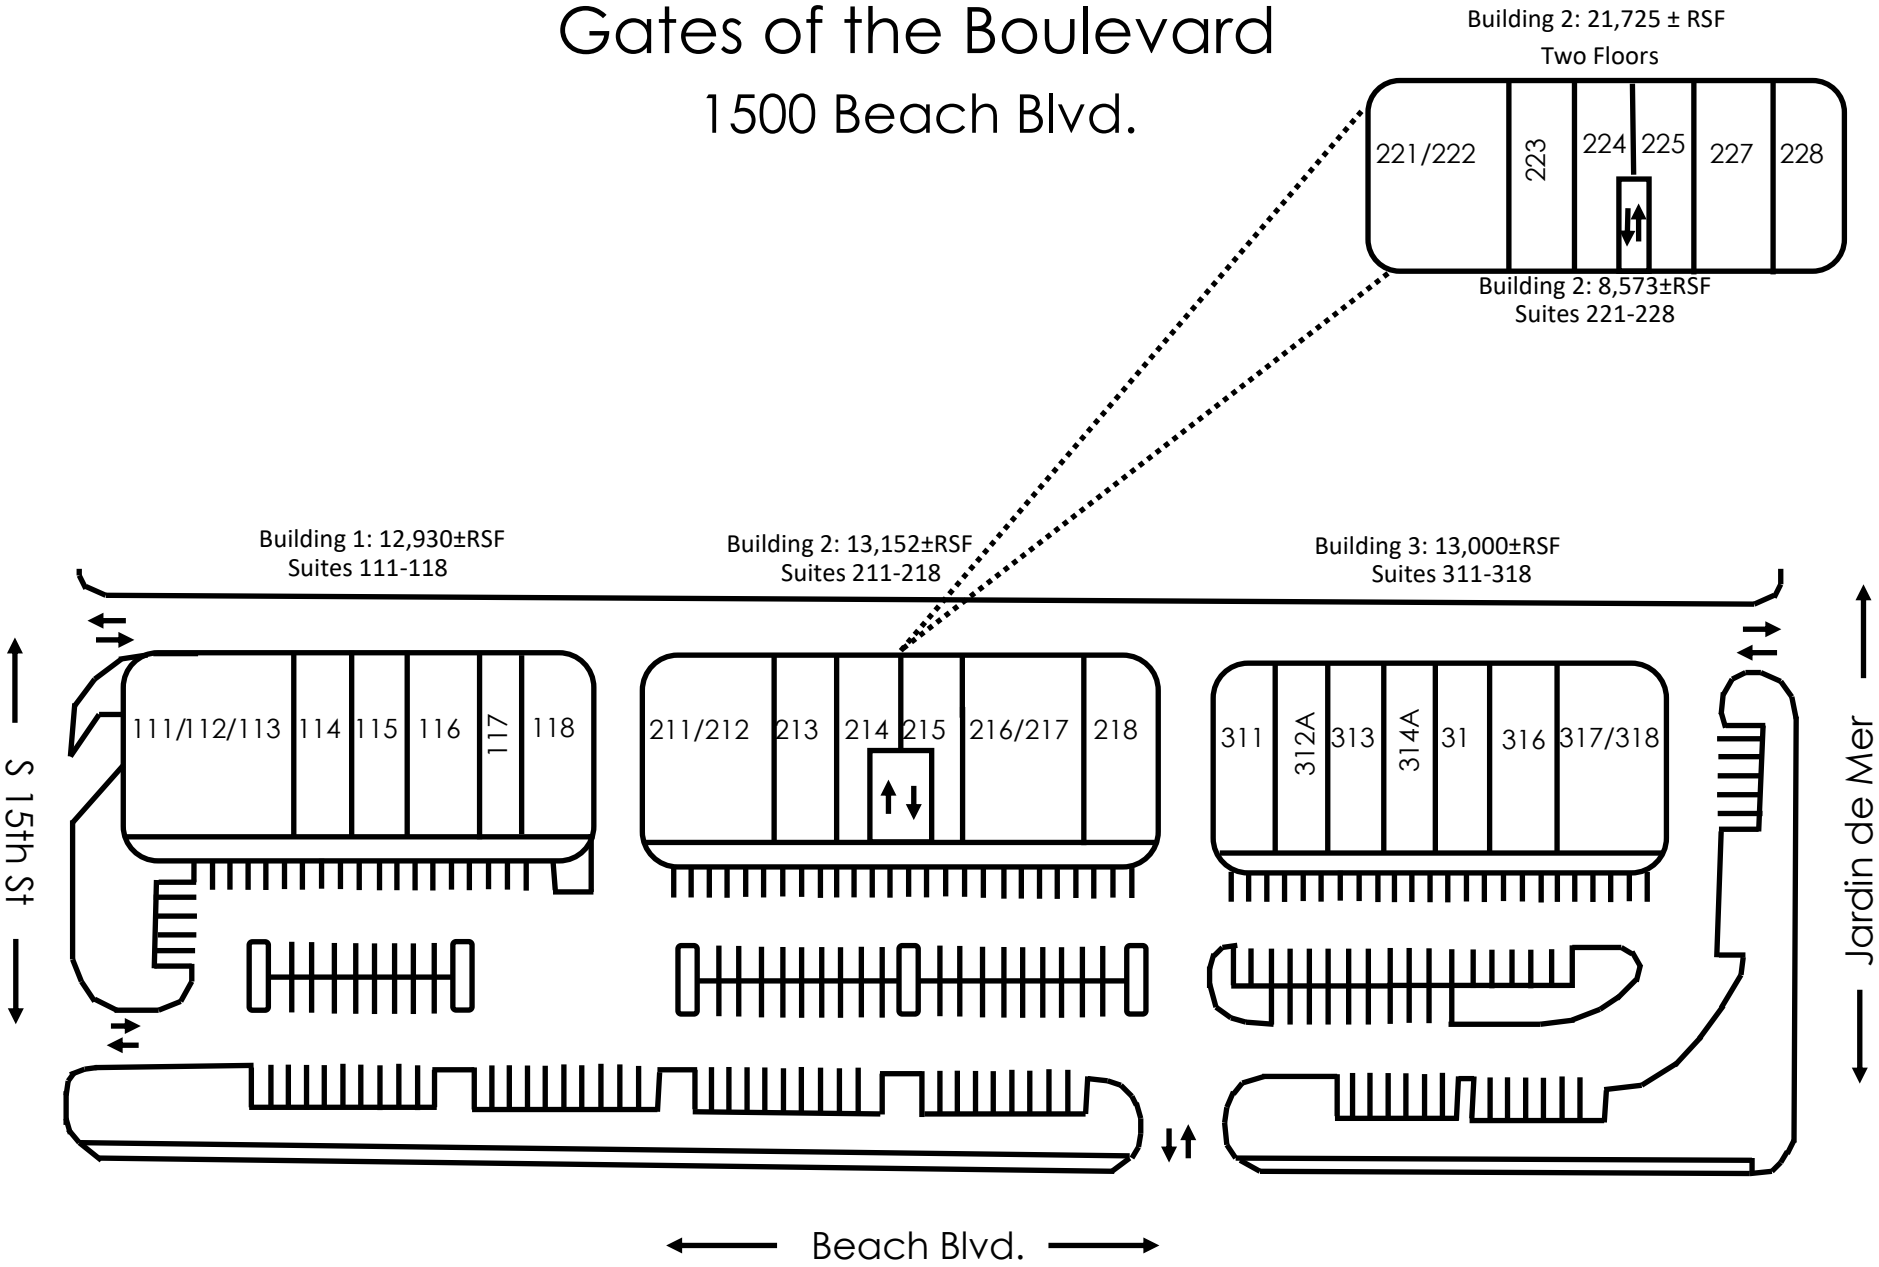 Gates of the Boulevard
1500 Beach Blvd.
Building 2: 21,725 ± RSF
Two Floors
221/222 223 224 225 227 228
Building 2: 8,573±RSF
Suites 221-228
Building 1: 12,930±RSF
Suites 111-118
Building 2: 13,152±RSF
Suites 211-218
Building 3: 13,000±RSF
Suites 311-318
111/112/113 114 115 116 117 118
211/212 213 214 215 216/217 218
311 312A 313 314A 31 316 317/318
S 15th St
Jardin de Mer
Beach Blvd.